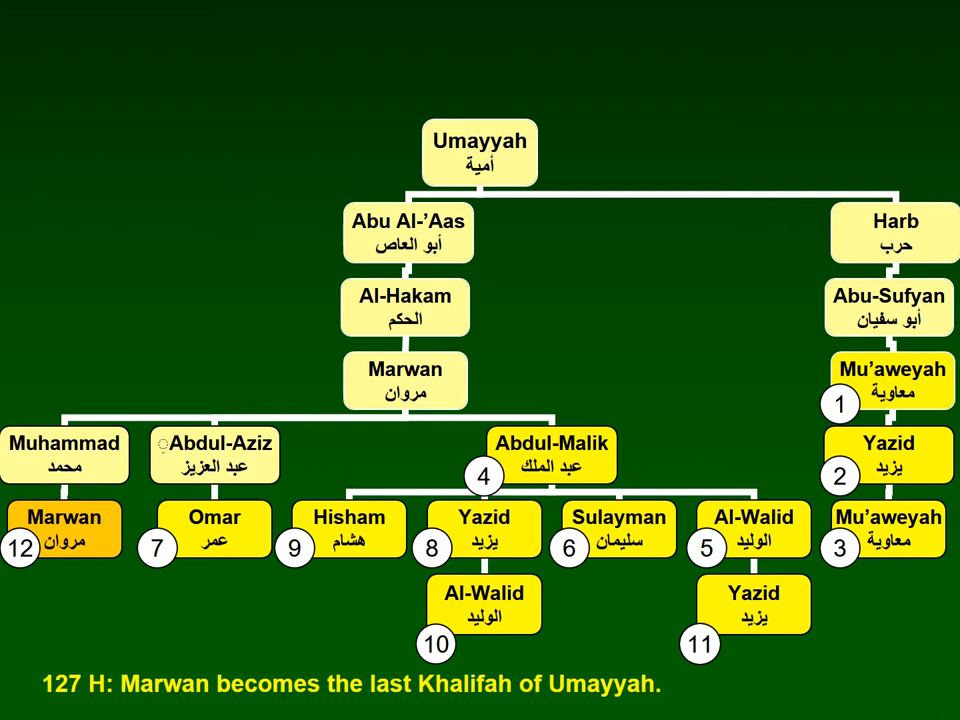 Umayyah
أمية
Abu Al-’Aas
أبو العاص
Harb
حرب
Al-Hakam
الحكم
Abu-Sufyan
أبو سفيان
Marwan
مروان
Mu’aweyah
معاوية
1
Muhammad
محمد
ِAbdul-Aziz
عبد العزيز
Abdul-Malik
عبد الملك
4
Yazid
يزيد
2
Marwan
مروان
12
Omar
عمر
7
Hisham
هشام
9
Yazid
يزيد
8
Sulayman
سليمان
6
Al-Walid
الوليد
5
Mu’aweyah
معاوية
3
Al-Walid
الوليد
10
Yazid
يزيد
11
127 H: Marwan becomes the last Khalifah of Umayyah.